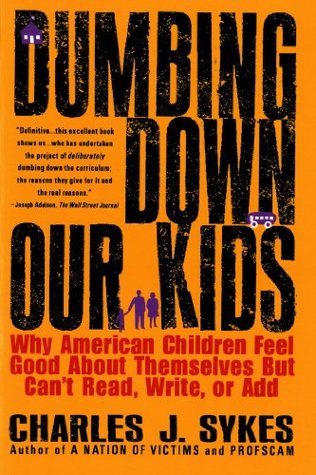 DUMBING
DOWN
OUR KIDS
"Definitive...this excellent book
shows us...who has undertaken
the project of deliberately
dumbing down the curriculum;
the reasons they give for it and
the real reasons."
- Joseph Adelson, The Wall Street Journal
Why American Children Feel
Good About Themselves But
Can't Read, Write, or Add
CHARLES J. SYKES
Author of A NATION OF VICTIMS and PROFSCAM